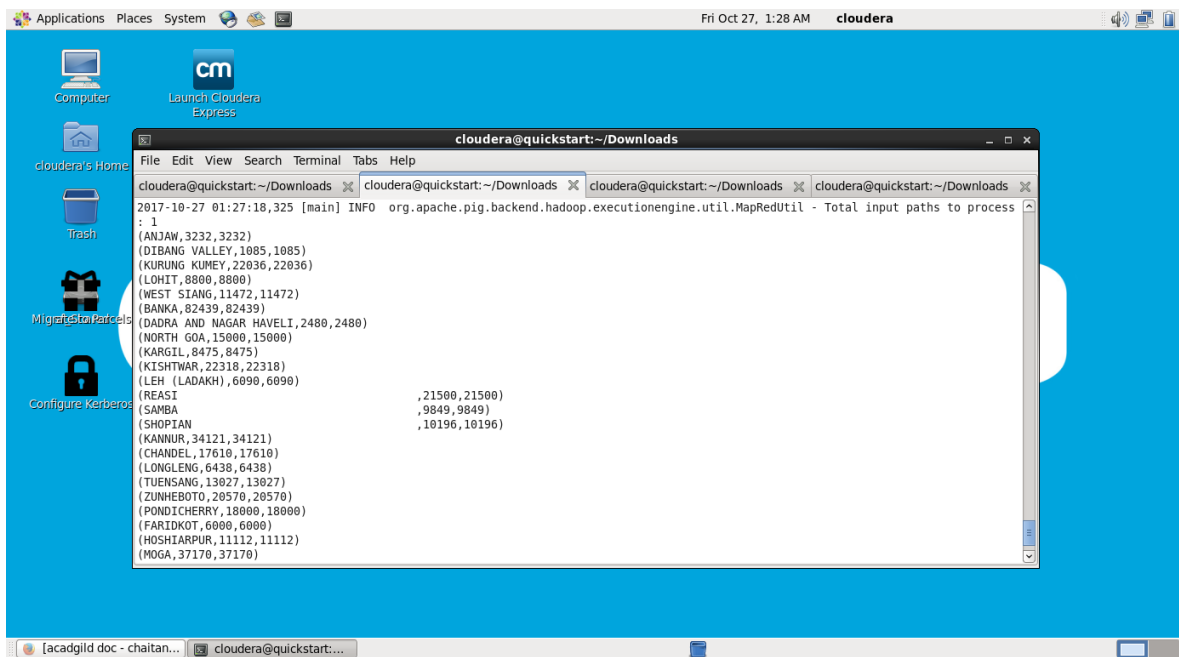 Applications Places System
Fri Oct 27, 1:28 AM cloudera
Computer
cm
Launch Cloudera
Express
cloudera's Home
Trash
Configure Kerberos
cloudera@quickstart:~/Downloads
File Edit View Search Terminal Tabs Help
cloudera@quickstart:~/Downloads cloudera@quickstart:~/Downloads cloudera@quickstart:~/Downloads cloudera@quickstart:~/Downloads
2017-10-27 01:27:18,325 [main] INFO org.apache.pig.backend.hadoop.executionengine.util.MapRedUtil - Total input paths to process
: 1
(ANJAW,3232,3232)
(DIBANG VALLEY,1085,1085)
(KURUNG KUMEY,22036,22036)
(LOHIT,8800,8800)
(WEST SIANG,11472,11472)
(BANKA,82439,82439)
(DADRA AND NAGAR HAVELI,2480,2480)
(NORTH GOA,15000,15000)
(KARGIL,8475,8475)
(KISHTWAR,22318,22318)
(LEH (LADAKH),6090,6090)
(REASI ,21500,21500)
(SAMBA ,9849,9849)
(SHOPIAN ,10196,10196)
(KANNUR,34121,34121)
(CHANDEL,17610,17610)
(LONGLENG,6438,6438)
(TUENSANG,13027,13027)
(ZUNHEBOTO,20570,20570)
(PONDICHERRY,18000,18000)
(FARIDKOT,6000,6000)
(HOSHIARPUR,11112,11112)
(MOGA,37170,37170)
[acadgild doc - chaitan... cloudera@quickstart:...